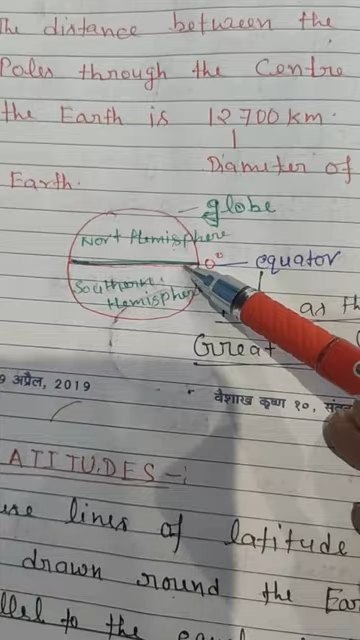 The distance between the
Poles through the Centre
the Earth is 12700 km.
Diameter of
Earth.
globe
Nort Hemisphere
0° equator
Southern
Hemisphere
as th
Great
9 अप्रैल, 2019
वैशाख कृष्ण १०,
ATITUDES-:
lines of latitude
drawn round the Ear
to the